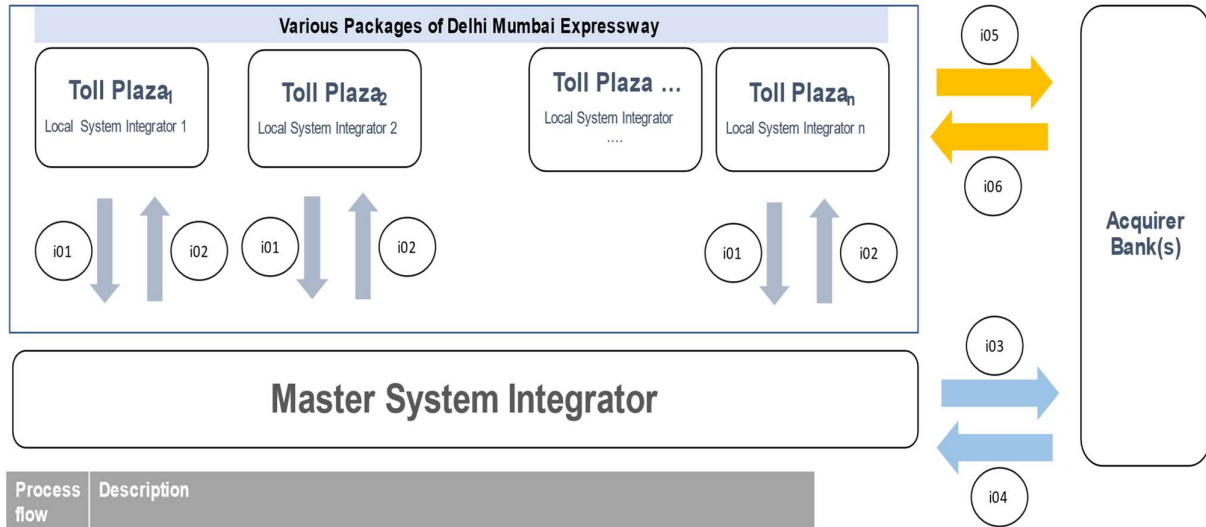 Various Packages of Delhi Mumbai Expressway
Toll Plaza1
Local System Integrator 1
Toll Plaza2
Local System Integrator 2
Toll Plaza …
Local System Integrator
….
Toll Plazan
Local System Integrator n
i01
i02
i01
i02
i01
i02
i05
i06
Acquirer
Bank(s)
Master System Integrator
i03
i04
Process
flow
Description